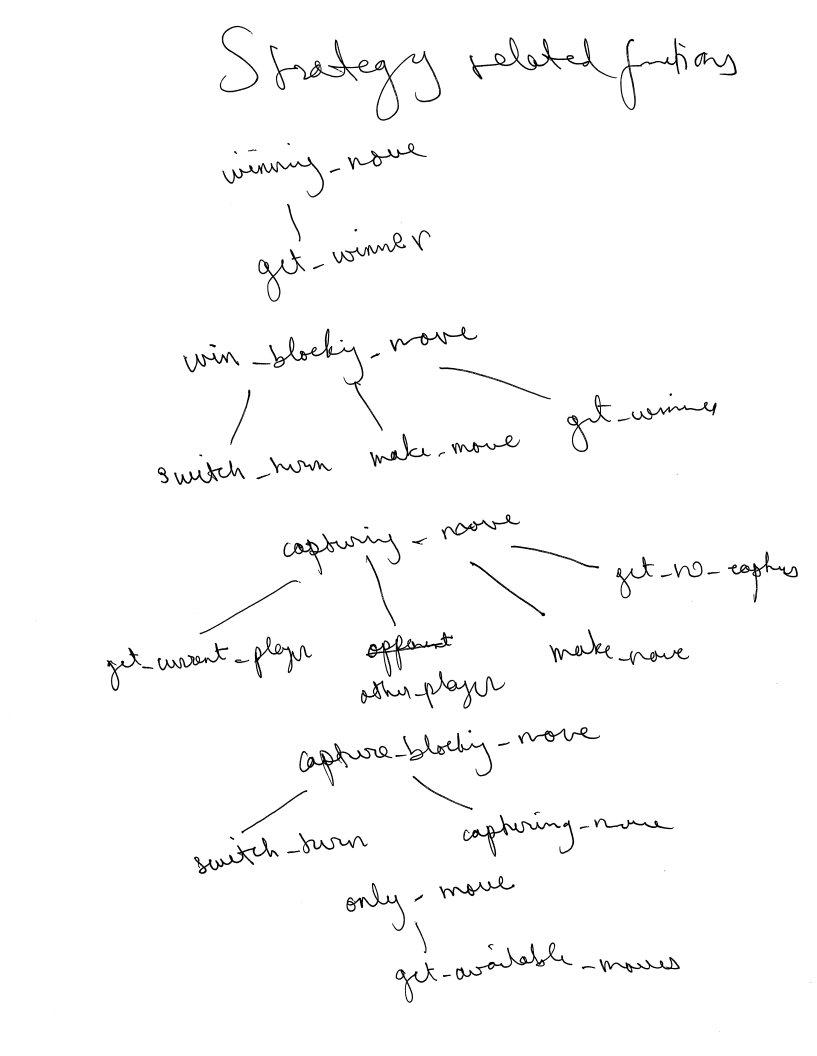 Strategy related functions
winning_move
get_winner
win_blocking_move
get_winner
switch_turn make_move
capturing_move
get_no_captures
get_current_player opponent make_move
other_player
capture_blocking_move
switch_turn capturing_move
only_move
get_available_moves